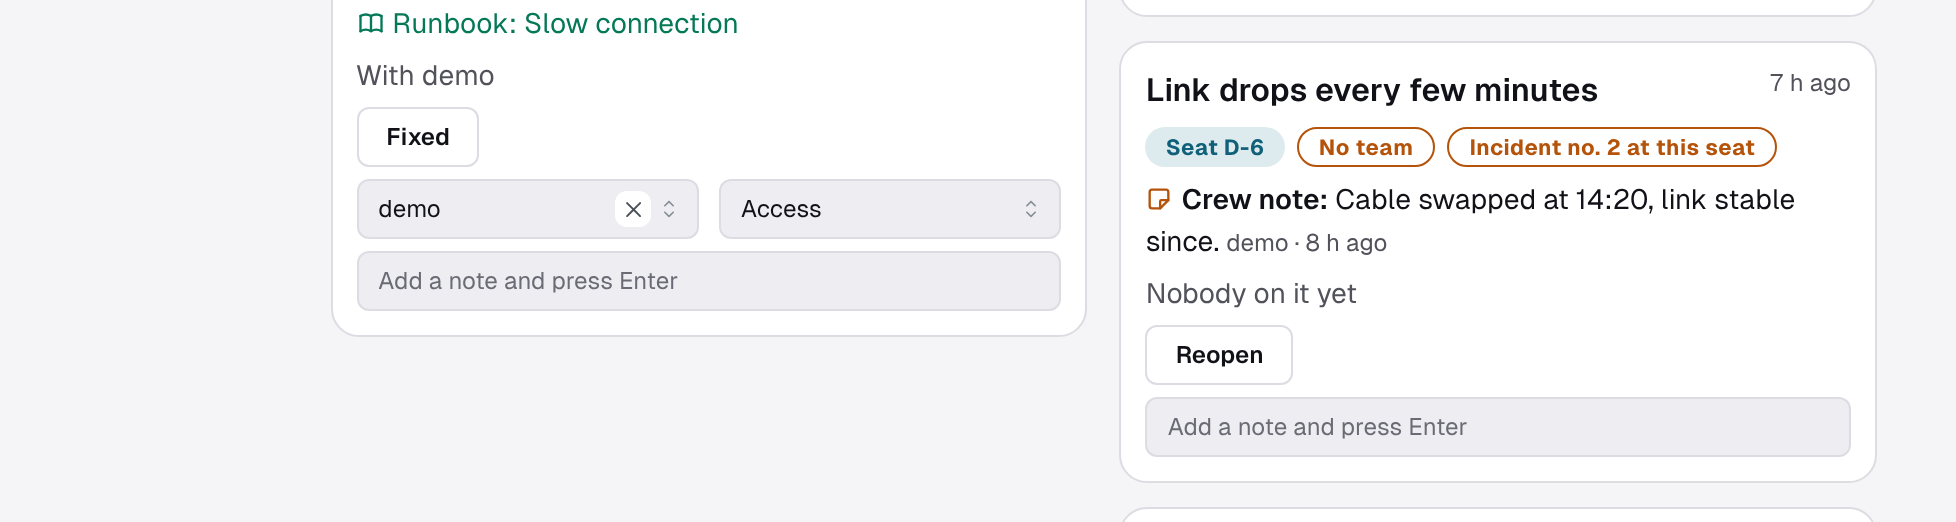 Runbook: Slow connection
With demo
Fixed
demo
Access
Add a note and press Enter
Link drops every few minutes
7 h ago
Seat D-6
No team
Incident no. 2 at this seat
Crew note: Cable swapped at 14:20, link stable
since. demo · 8 h ago
Nobody on it yet
Reopen
Add a note and press Enter